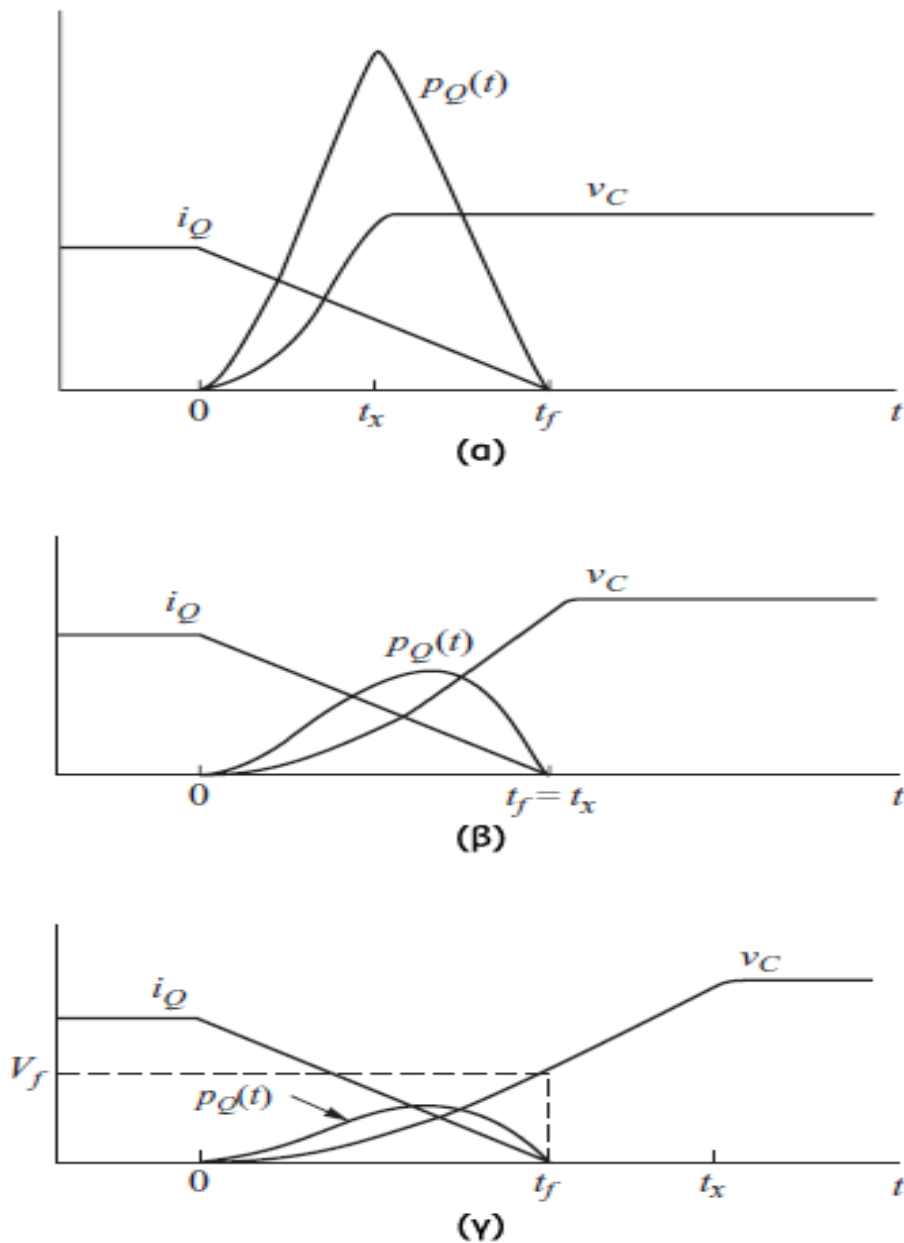 p_Q(t)
v_C
i_Q
0 t_x t_f t
(α)
v_C
i_Q
p_Q(t)
0 t_f = t_x t
(β)
v_C
i_Q
V_f
p_Q(t)
0 t_f t_x t
(γ)